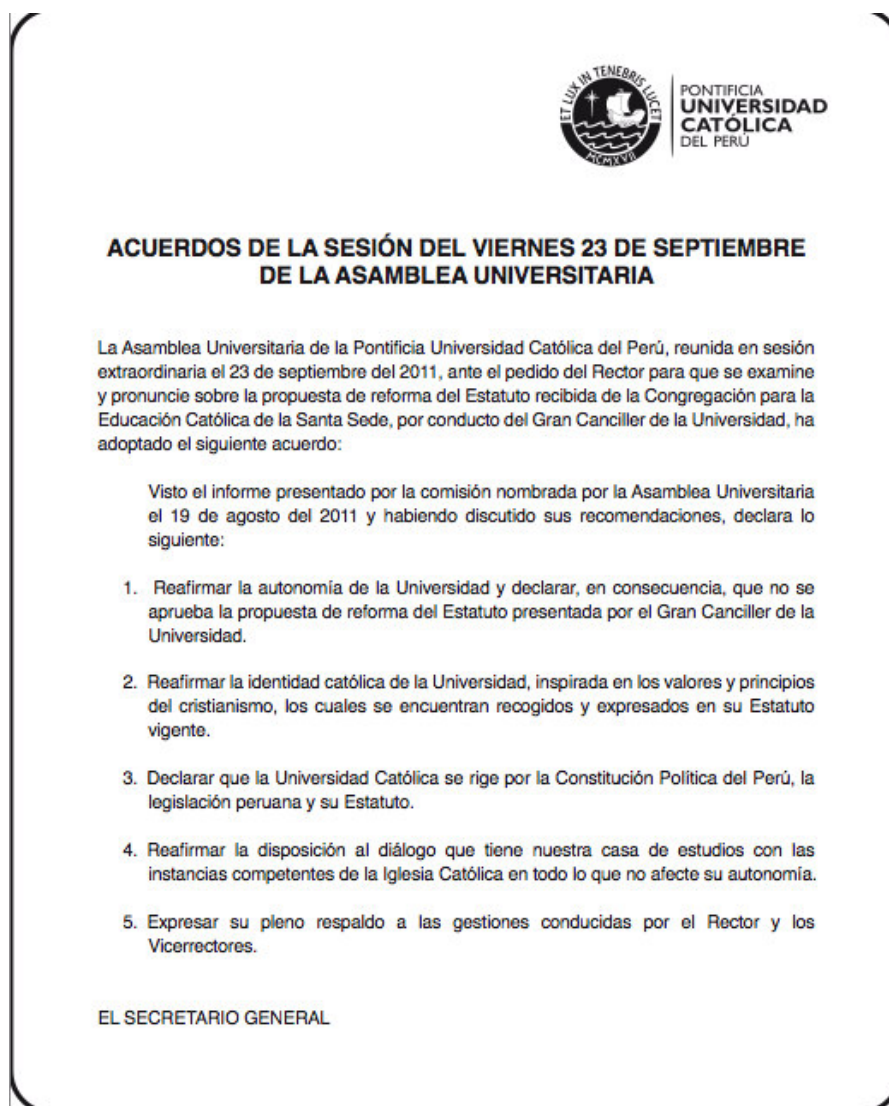 ET LUX IN TENEBRIS LUCET
MCMXVII
PONTIFICIA
UNIVERSIDAD
CATÓLICA
DEL PERÚ
ACUERDOS DE LA SESIÓN DEL VIERNES 23 DE SEPTIEMBRE
DE LA ASAMBLEA UNIVERSITARIA
La Asamblea Universitaria de la Pontificia Universidad Católica del Perú, reunida en sesión
extraordinaria el 23 de septiembre del 2011, ante el pedido del Rector para que se examine
y pronuncie sobre la propuesta de reforma del Estatuto recibida de la Congregación para la
Educación Católica de la Santa Sede, por conducto del Gran Canciller de la Universidad, ha
adoptado el siguiente acuerdo:
Visto el informe presentado por la comisión nombrada por la Asamblea Universitaria
el 19 de agosto del 2011 y habiendo discutido sus recomendaciones, declara lo
siguiente:
1. Reafirmar la autonomía de la Universidad y declarar, en consecuencia, que no se
aprueba la propuesta de reforma del Estatuto presentada por el Gran Canciller de la
Universidad.
2. Reafirmar la identidad católica de la Universidad, inspirada en los valores y principios
del cristianismo, los cuales se encuentran recogidos y expresados en su Estatuto
vigente.
3. Declarar que la Universidad Católica se rige por la Constitución Política del Perú, la
legislación peruana y su Estatuto.
4. Reafirmar la disposición al diálogo que tiene nuestra casa de estudios con las
instancias competentes de la Iglesia Católica en todo lo que no afecte su autonomía.
5. Expresar su pleno respaldo a las gestiones conducidas por el Rector y los
Vicerrectores.
EL SECRETARIO GENERAL